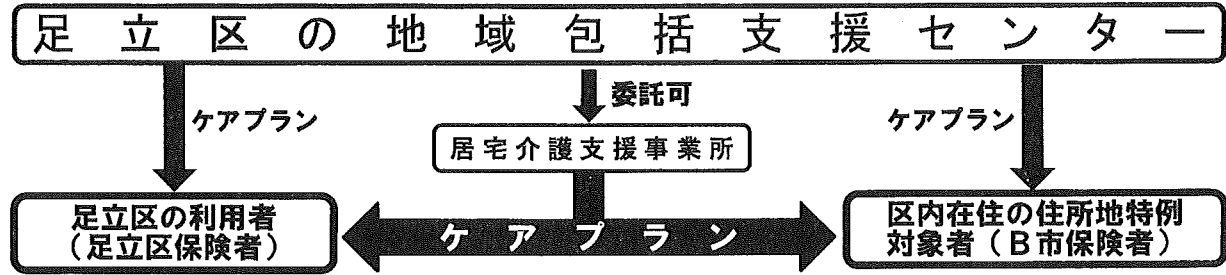 足立区の地域包括支援センター
ケアプラン
委託可
ケアプラン
居宅介護支援事業所
足立区の利用者
（足立区保険者）
ケアプラン
区内在住の住所地特例
対象者（Ｂ市保険者）